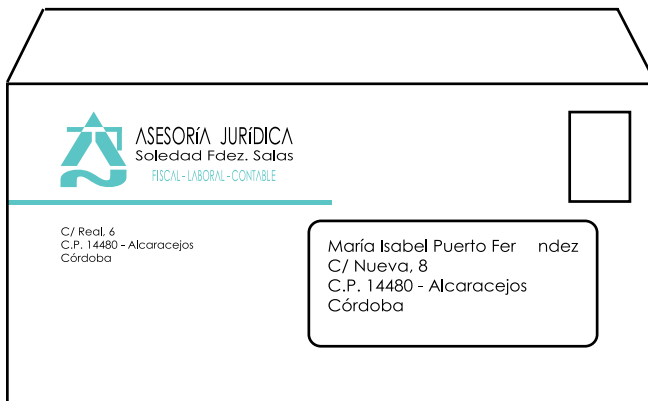 ASESORÍA JURÍDICA
Soledad Fdez. Salas
FISCAL - LABORAL - CONTABLE
C/ Real, 6
C.P. 14480 - Alcaracejos
Córdoba
María Isabel Puerto Fer ndez
C/ Nueva, 8
C.P. 14480 - Alcaracejos
Córdoba